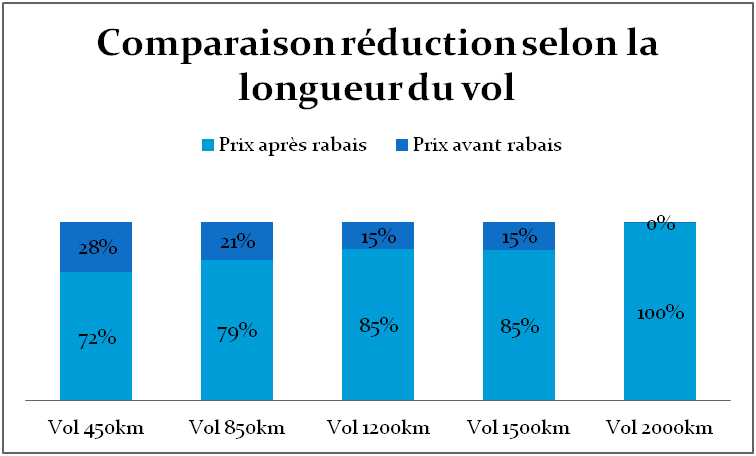 Comparaison réduction selon la
longueur du vol
Prix après rabais Prix avant rabais
28% 21% 15% 15% 0%
72% 79% 85% 85% 100%
Vol 450km Vol 850km Vol 1200km Vol 1500km Vol 2000km